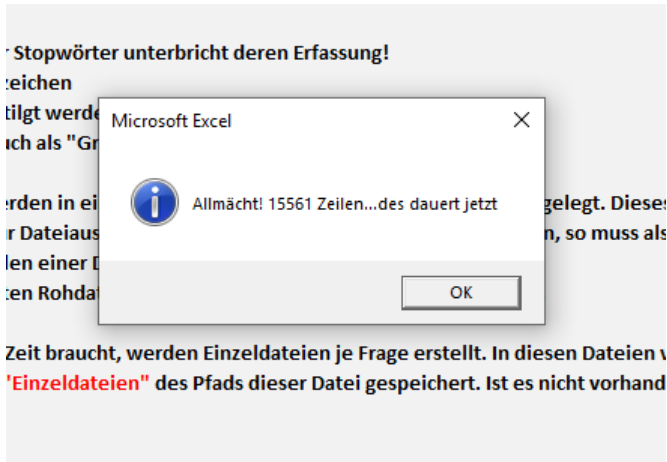 Stopwörter unterbricht deren Erfassung!
zeichen
tilgt werde
uch als "Gr
Microsoft Excel
Allmächt! 15561 Zeilen...des dauert jetzt
OK
erden in ei gelegt. Dieses
r Dateiaus n, so muss als
len einer D
ten Rohdat
Zeit braucht, werden Einzeldateien je Frage erstellt. In diesen Dateien v
"Einzeldateien" des Pfads dieser Datei gespeichert. Ist es nicht vorhand